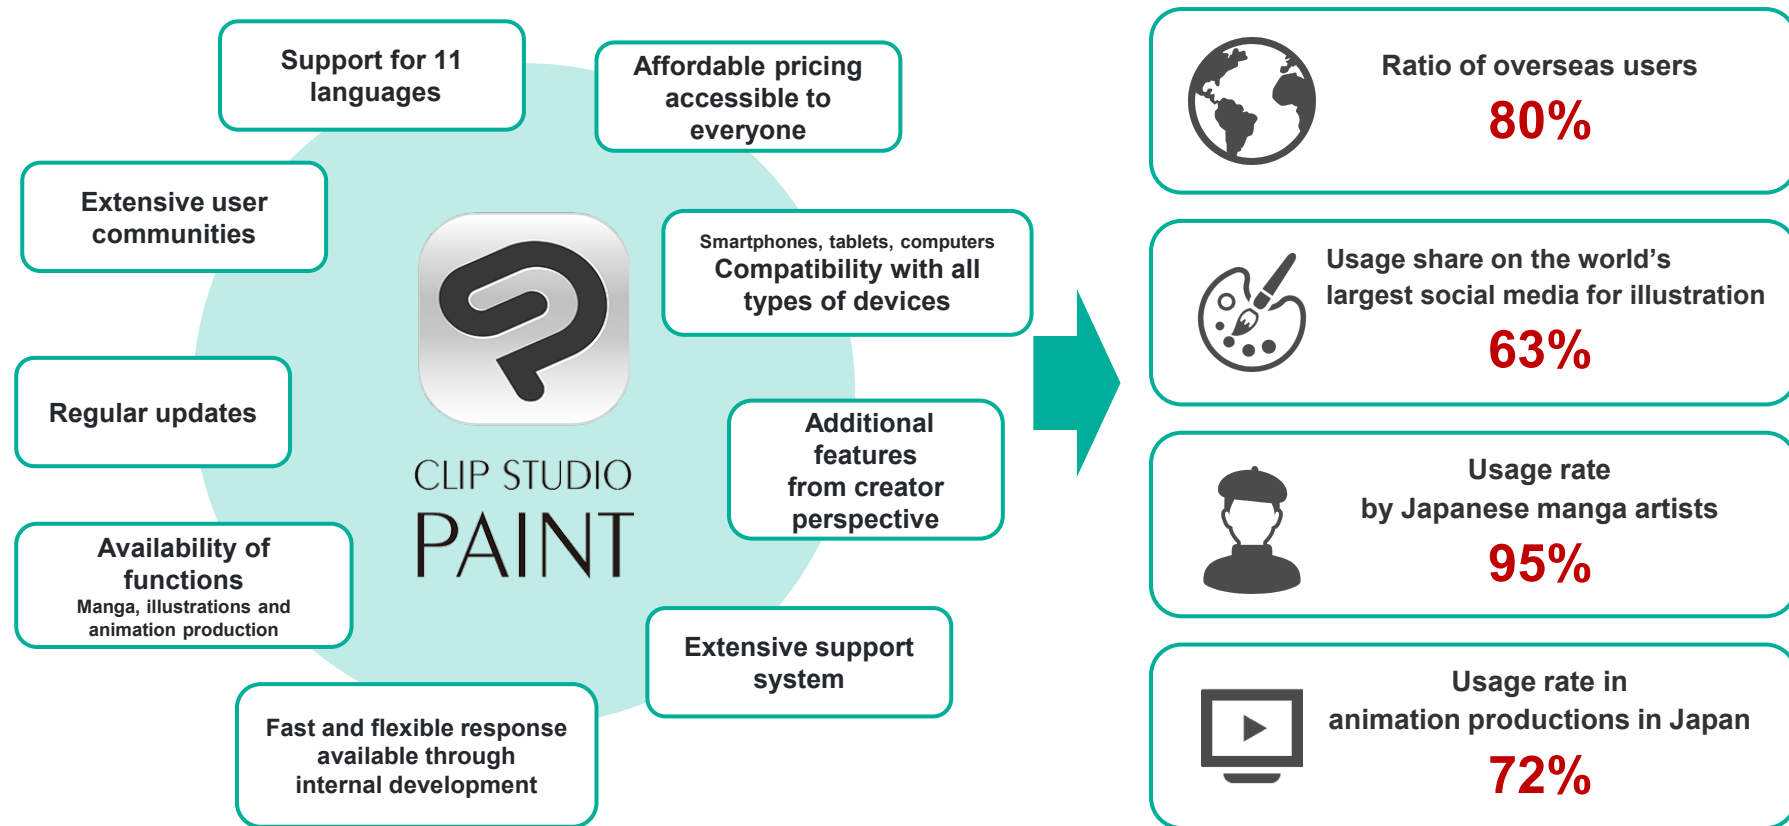 Support for 11
languages
Affordable pricing
accessible to
everyone
Extensive user
communities
Smartphones, tablets, computers
Compatibility with all
types of devices
Regular updates
Additional
features
from creator
perspective
CLIP STUDIO
PAINT
Availability of
functions
Manga, illustrations and
animation production
Extensive support
system
Fast and flexible response
available through
internal development
Ratio of overseas users
80%
Usage share on the world’s
largest social media for illustration
63%
Usage rate
by Japanese manga artists
95%
Usage rate in
animation productions in Japan
72%